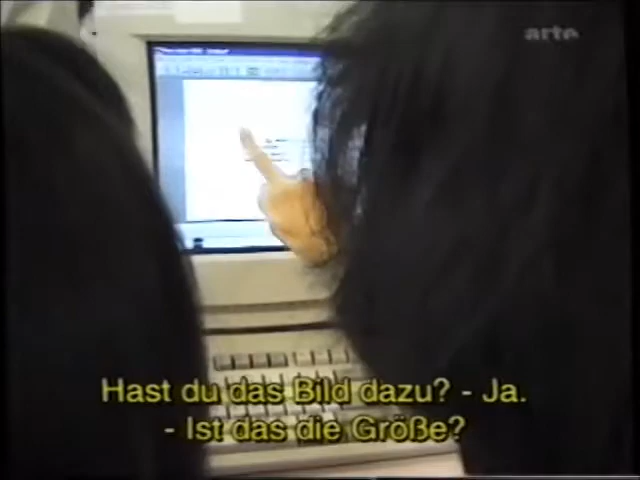 arte
Hast du das Bild dazu? - Ja.
- Ist das die Größe?